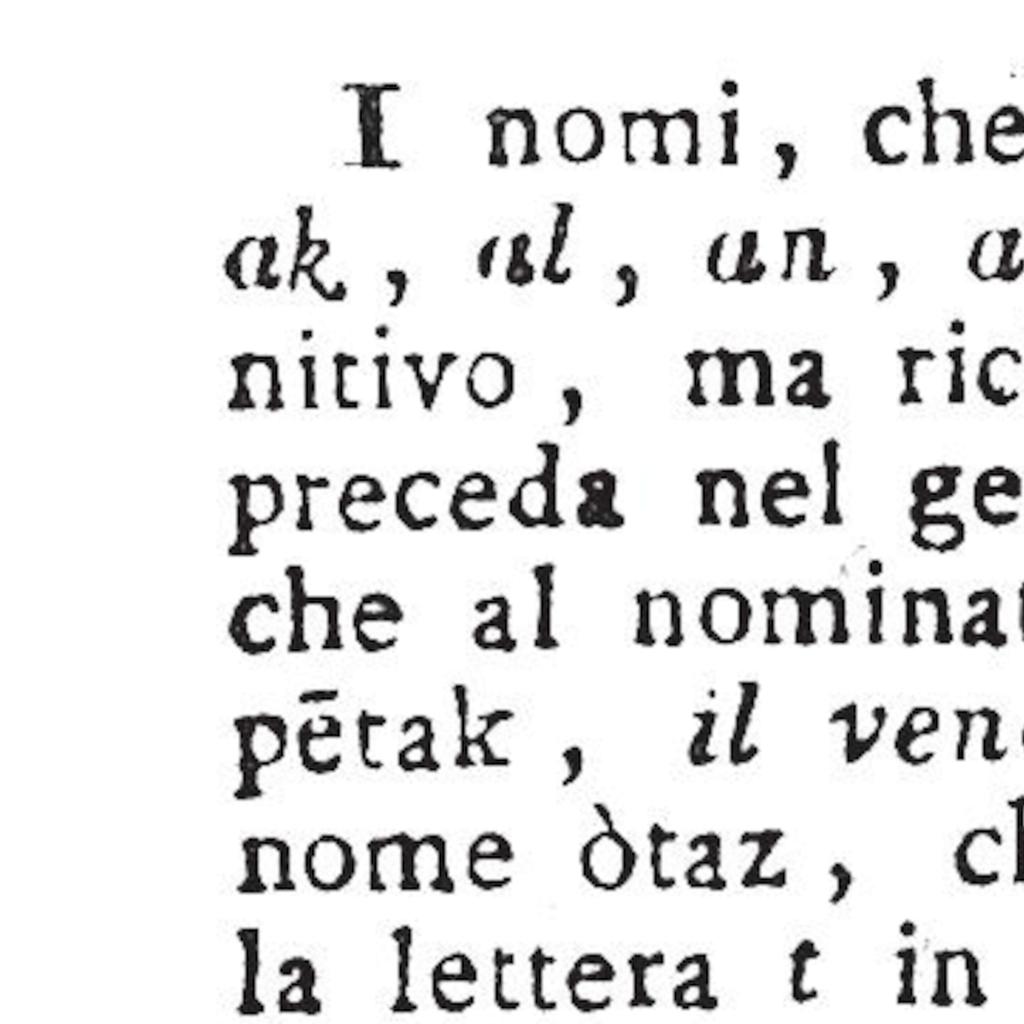 I nomi, che
ak, al, an, a
nitivo, ma ric
preceda nel ge
che al nominat
pētak, il ven
nome òtaz, ch
la lettera t in